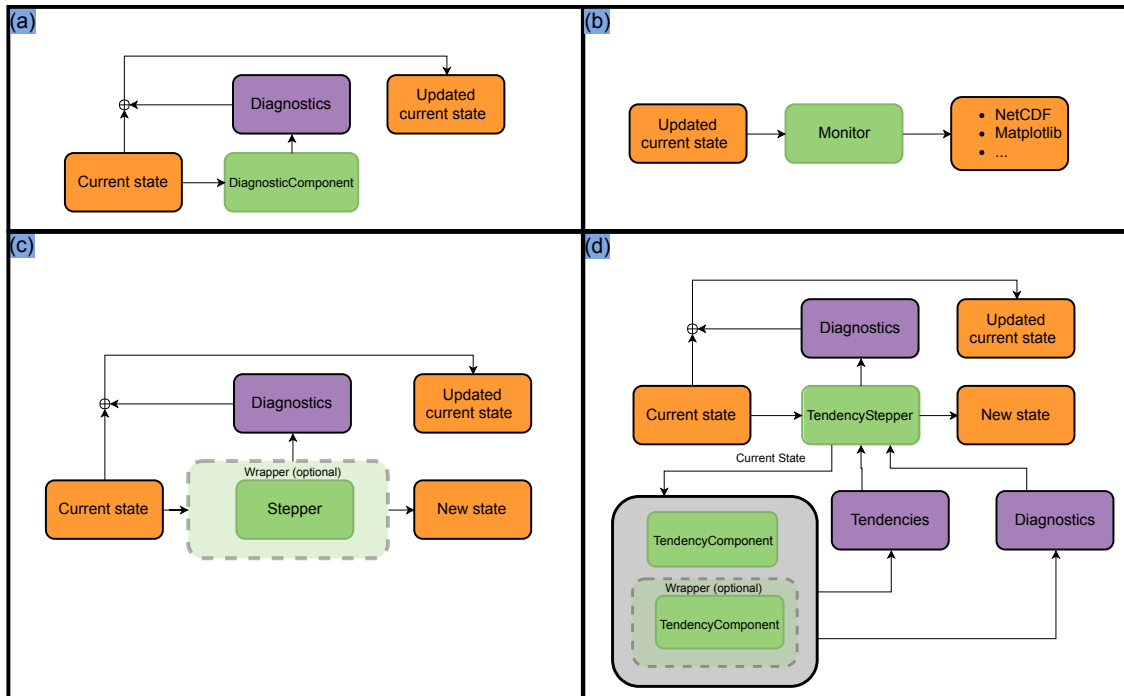 (a)
Diagnostics
Updated
current state
Current state
DiagnosticComponent
(b)
Updated
current state
Monitor
• NetCDF
• Matplotlib
• ...
(c)
Diagnostics
Updated
current state
Wrapper (optional)
Current state
Stepper
New state
(d)
Diagnostics
Updated
current state
Current state
TendencyStepper
New state
Current State
TendencyComponent
Tendencies
Diagnostics
Wrapper (optional)
TendencyComponent